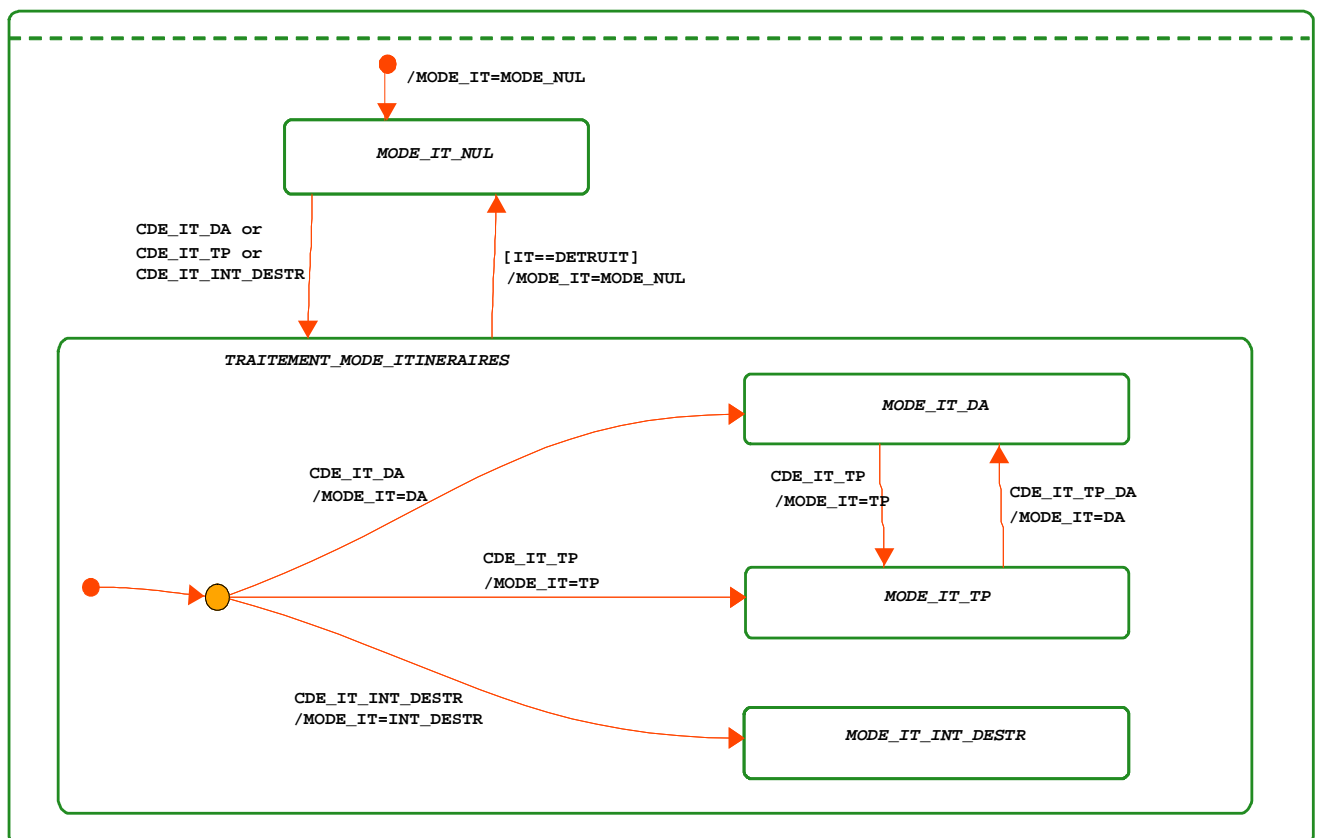 /MODE_IT=MODE_NUL
MODE_IT_NUL
CDE_IT_DA or
CDE_IT_TP or
CDE_IT_INT_DESTR
[IT==DETRUIT]
/MODE_IT=MODE_NUL
TRAITEMENT_MODE_ITINERAIRES
MODE_IT_DA
CDE_IT_DA
/MODE_IT=DA
CDE_IT_TP
/MODE_IT=TP
CDE_IT_TP_DA
/MODE_IT=DA
CDE_IT_TP
/MODE_IT=TP
MODE_IT_TP
CDE_IT_INT_DESTR
/MODE_IT=INT_DESTR
MODE_IT_INT_DESTR